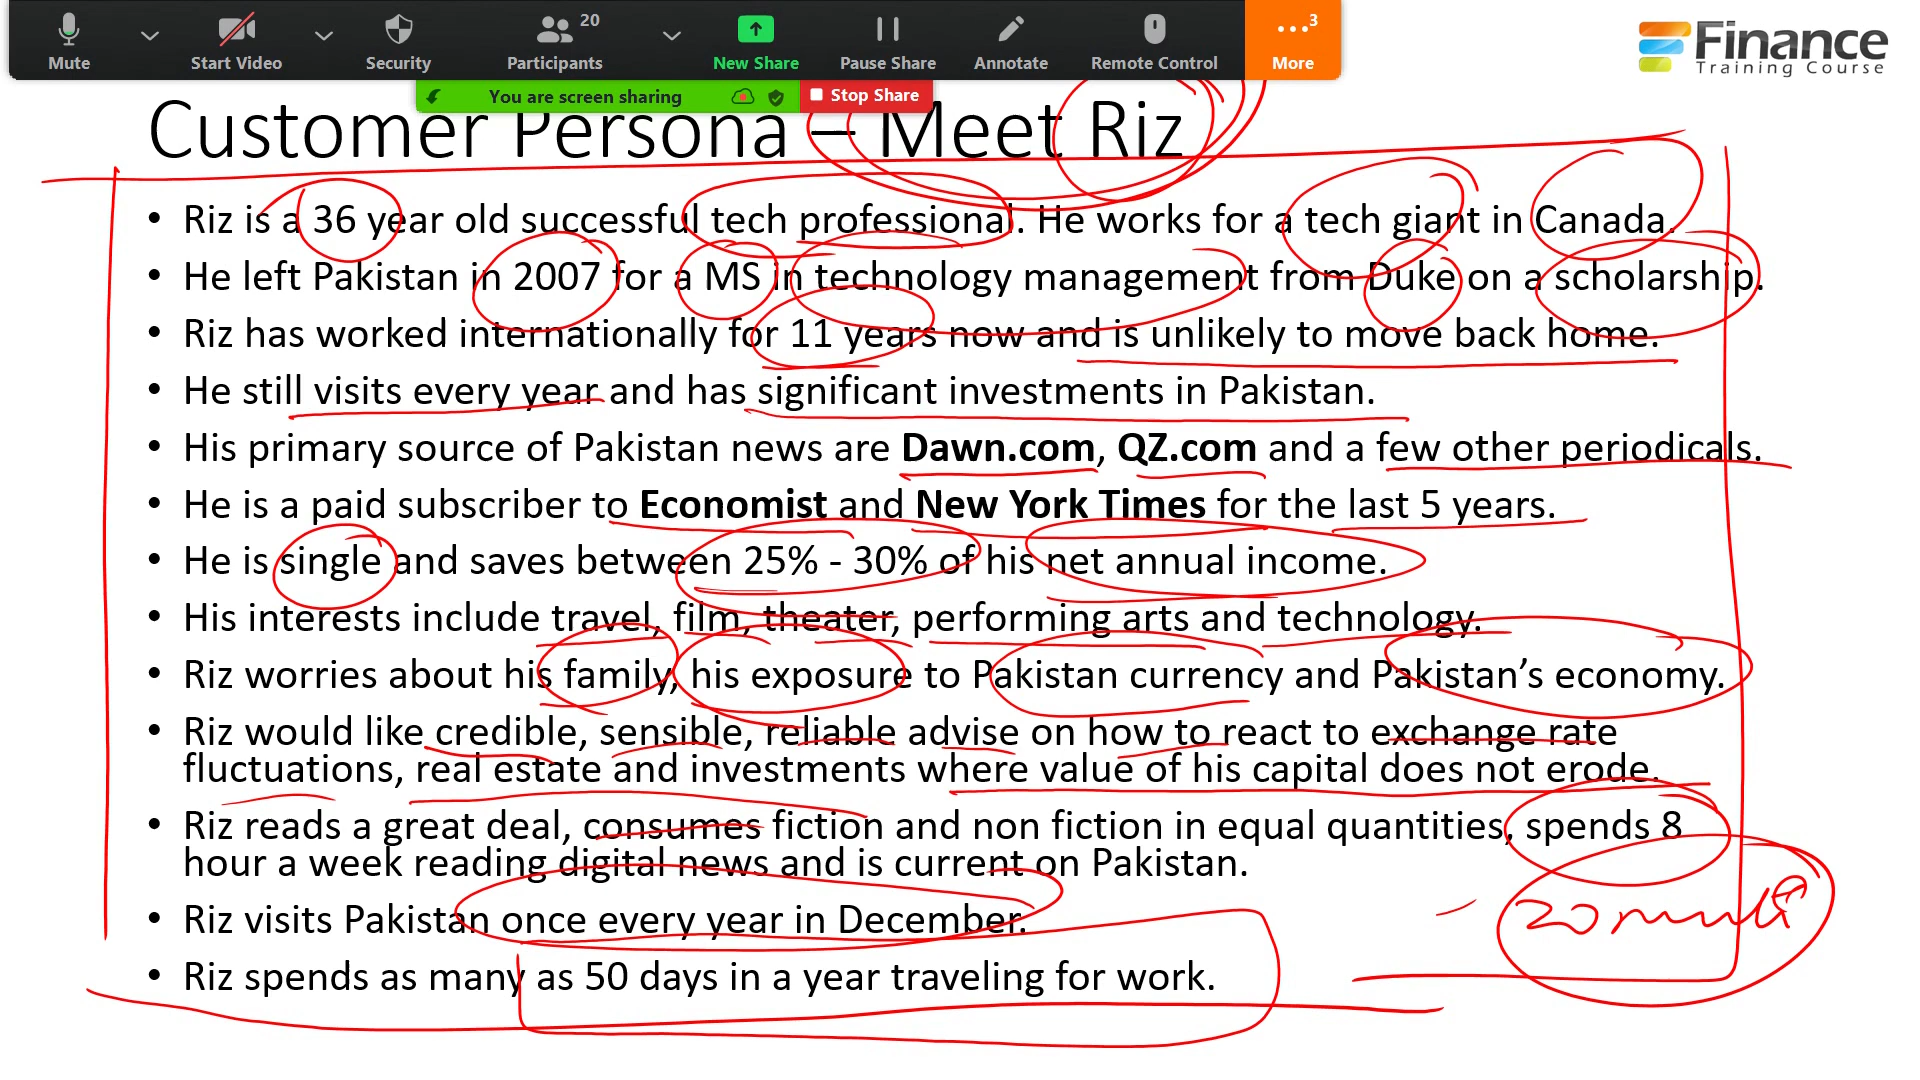 Mute
Start Video
Security
20
Participants
New Share
Pause Share
Annotate
Remote Control
3
More
You are screen sharing
Stop Share
Finance
Training Course
Customer Persona – Meet Riz
• Riz is a 36 year old successful tech professional. He works for a tech giant in Canada.
• He left Pakistan in 2007 for a MS in technology management from Duke on a scholarship.
• Riz has worked internationally for 11 years now and is unlikely to move back home.
• He still visits every year and has significant investments in Pakistan.
• His primary source of Pakistan news are Dawn.com, QZ.com and a few other periodicals.
• He is a paid subscriber to Economist and New York Times for the last 5 years.
• He is single and saves between 25% - 30% of his net annual income.
• His interests include travel, film, theater, performing arts and technology.
• Riz worries about his family, his exposure to Pakistan currency and Pakistan’s economy.
• Riz would like credible, sensible, reliable advise on how to react to exchange rate
fluctuations, real estate and investments where value of his capital does not erode.
• Riz reads a great deal, consumes fiction and non fiction in equal quantities, spends 8
hour a week reading digital news and is current on Pakistan.
20
• Riz visits Pakistan once every year in December.
• Riz spends as many as 50 days in a year traveling for work.